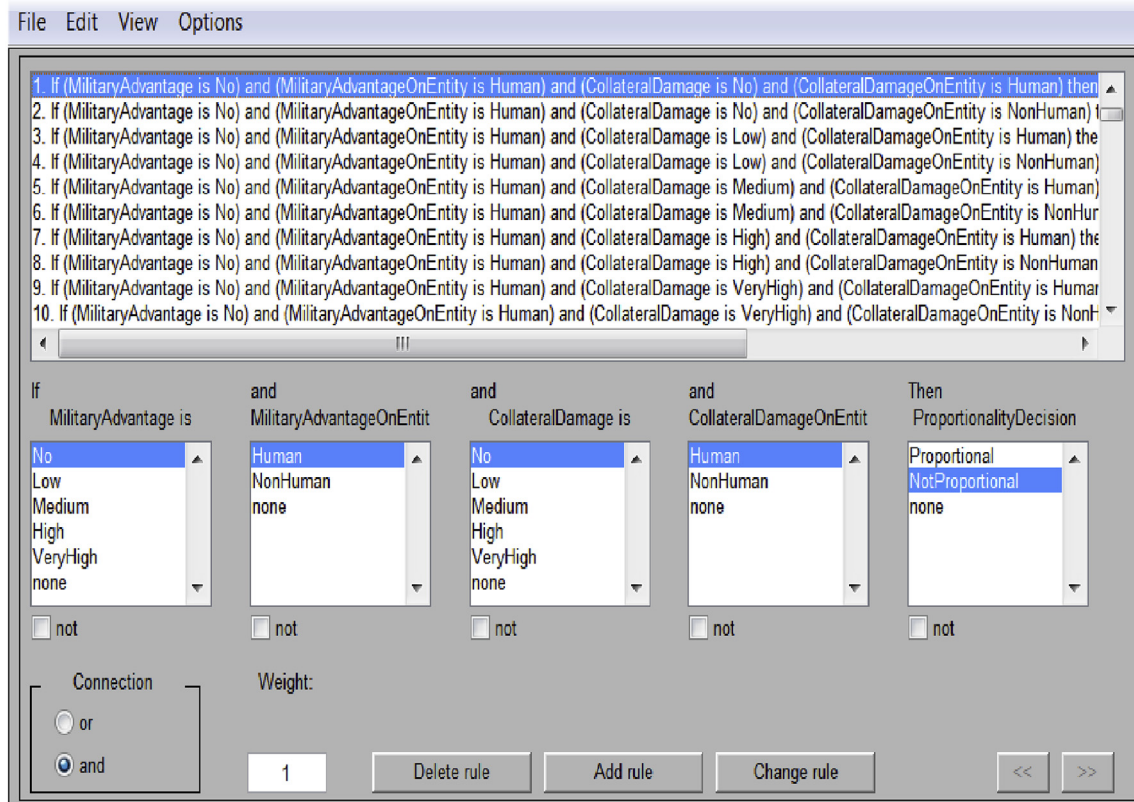 File Edit View Options
1. If (MilitaryAdvantage is No) and (MilitaryAdvantageOnEntity is Human) and (CollateralDamage is No) and (CollateralDamageOnEntity is Human) then
2. If (MilitaryAdvantage is No) and (MilitaryAdvantageOnEntity is Human) and (CollateralDamage is No) and (CollateralDamageOnEntity is NonHuman) t
3. If (MilitaryAdvantage is No) and (MilitaryAdvantageOnEntity is Human) and (CollateralDamage is Low) and (CollateralDamageOnEntity is Human) the
4. If (MilitaryAdvantage is No) and (MilitaryAdvantageOnEntity is Human) and (CollateralDamage is Low) and (CollateralDamageOnEntity is NonHuman)
5. If (MilitaryAdvantage is No) and (MilitaryAdvantageOnEntity is Human) and (CollateralDamage is Medium) and (CollateralDamageOnEntity is Human)
6. If (MilitaryAdvantage is No) and (MilitaryAdvantageOnEntity is Human) and (CollateralDamage is Medium) and (CollateralDamageOnEntity is NonHur
7. If (MilitaryAdvantage is No) and (MilitaryAdvantageOnEntity is Human) and (CollateralDamage is High) and (CollateralDamageOnEntity is Human) the
8. If (MilitaryAdvantage is No) and (MilitaryAdvantageOnEntity is Human) and (CollateralDamage is High) and (CollateralDamageOnEntity is NonHuman
9. If (MilitaryAdvantage is No) and (MilitaryAdvantageOnEntity is Human) and (CollateralDamage is VeryHigh) and (CollateralDamageOnEntity is Humar
10. If (MilitaryAdvantage is No) and (MilitaryAdvantageOnEntity is Human) and (CollateralDamage is VeryHigh) and (CollateralDamageOnEntity is NonH
If and and and Then
MilitaryAdvantage is MilitaryAdvantageOnEntit CollateralDamage is CollateralDamageOnEntit ProportionalityDecision
No Human No Human Proportional
Low NonHuman Low NonHuman NotProportional
Medium none Medium none none
High High
VeryHigh VeryHigh
none none
not not not not not
Connection Weight:
or
and 1 Delete rule Add rule Change rule << >>